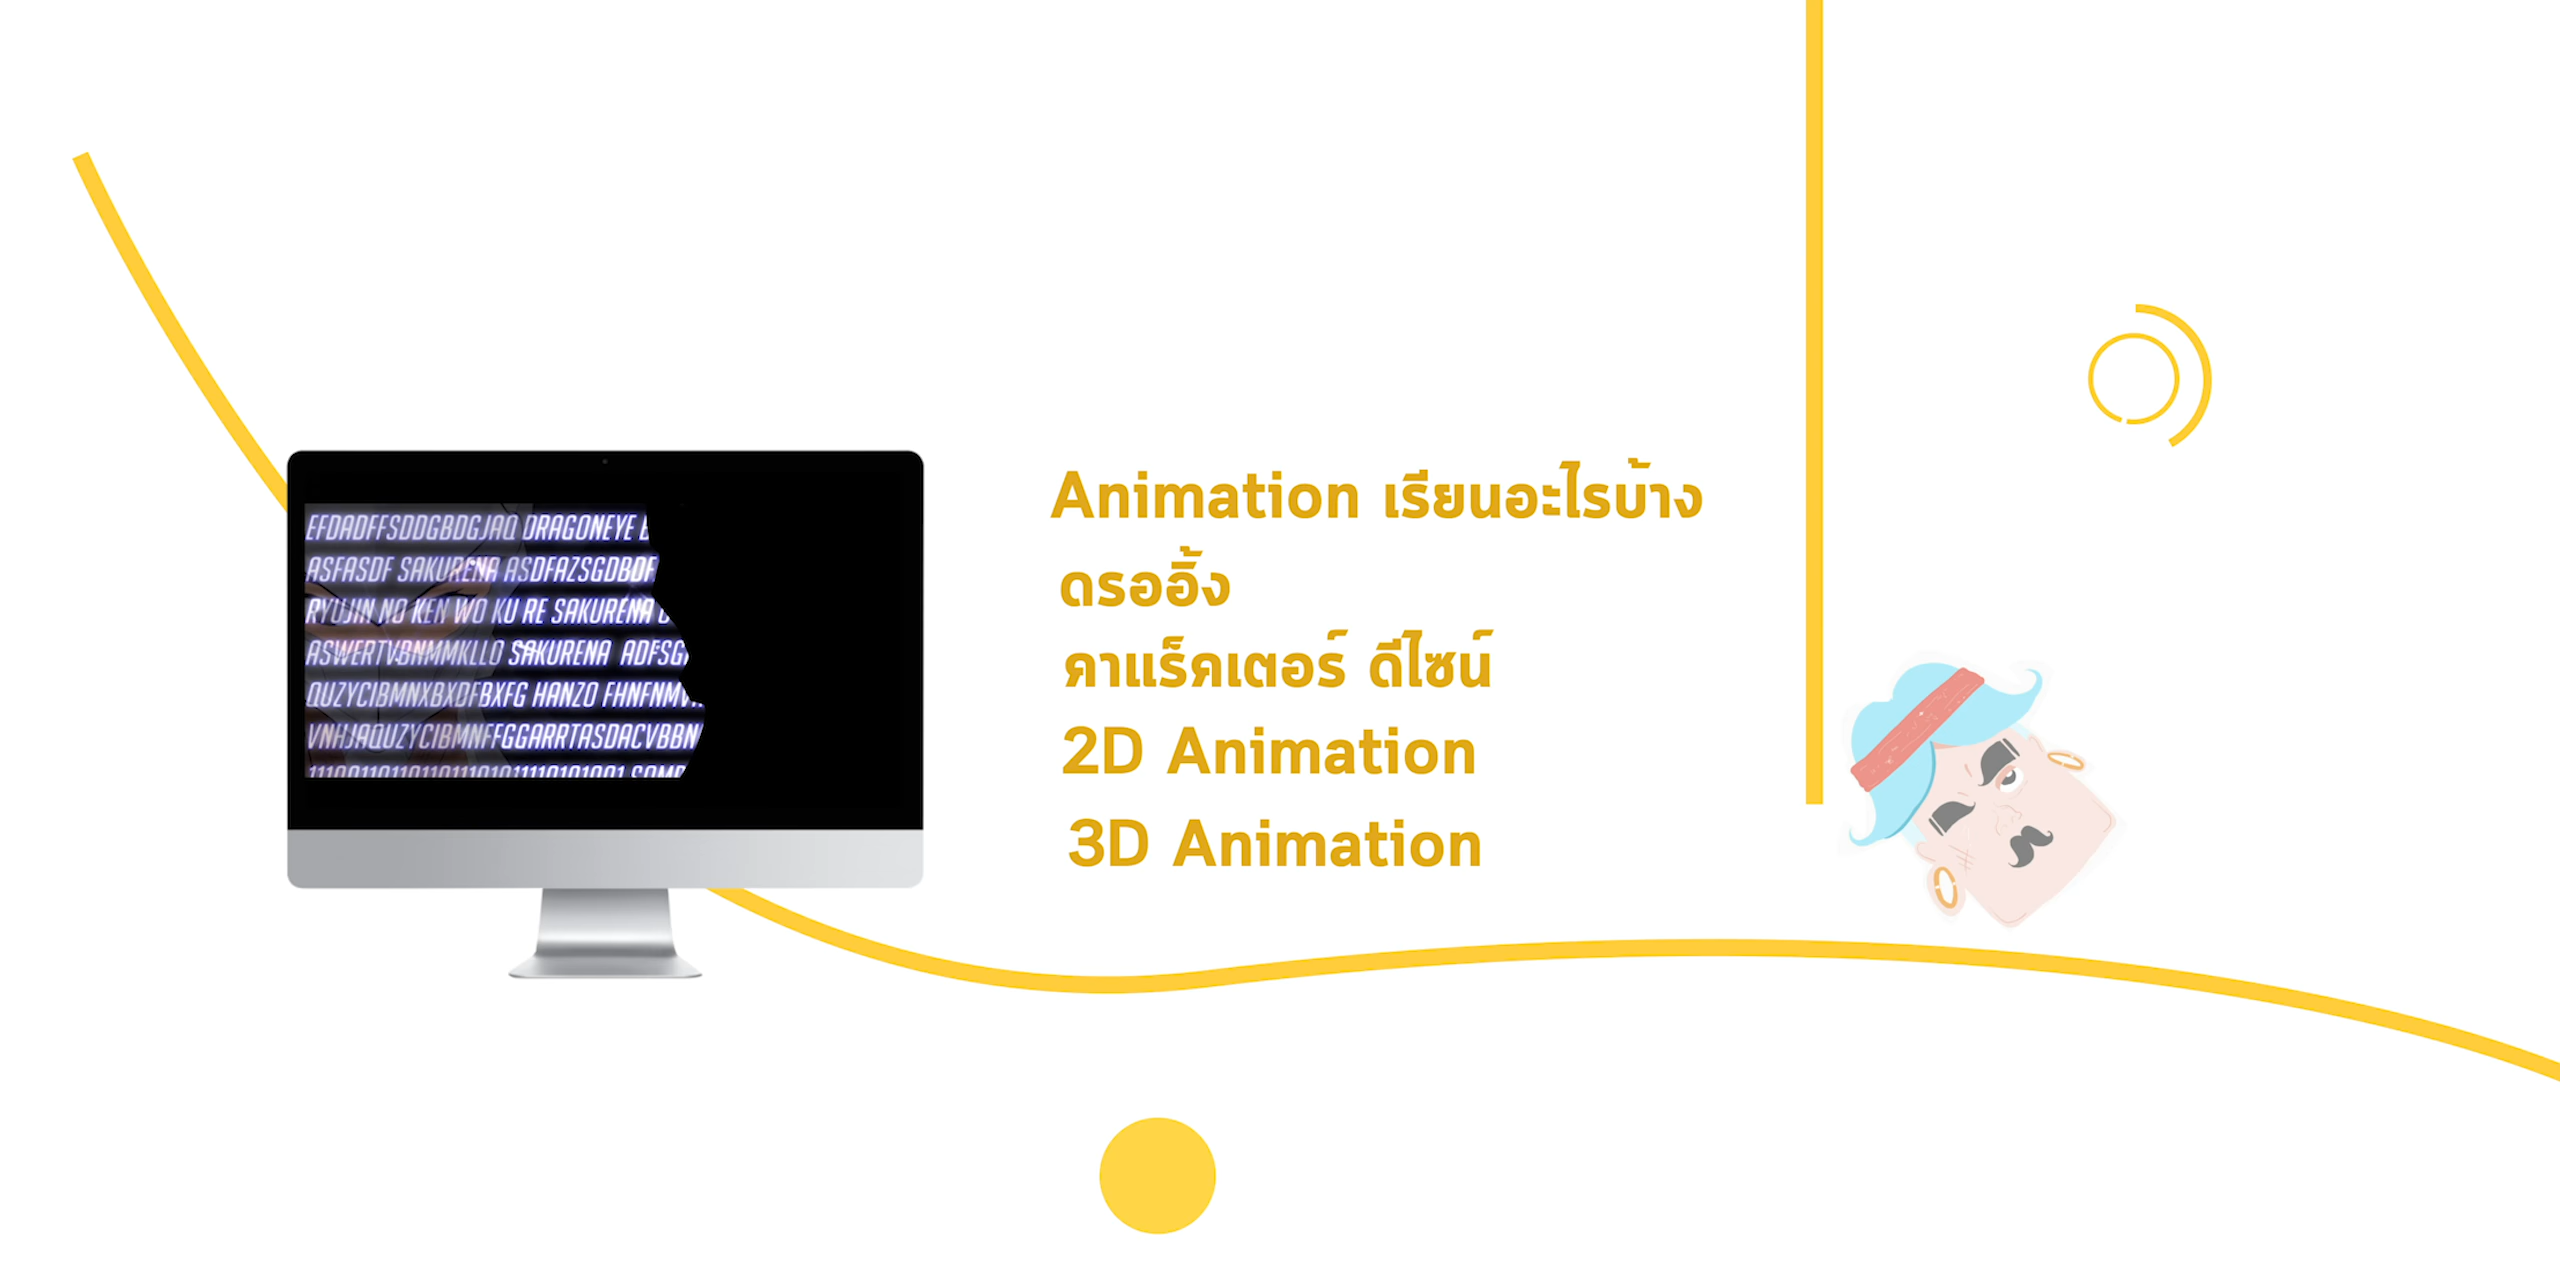 EFDADFFSDDGBDGJAQ DRAGONEYE
ASFASDF SAKURENA ASDFAZSGDBDF
RYUJIN NO KEN WO KU RE SAKURENA
ASWERTVBNMMKLLO SAKURENA ADFSG
QUZYCIBMNXBXDFBXFG HANZO FHNFNMV
VNHJAQUZYCIBMNFFGGARRTASDACVBBN
Animation เรียนอะไรบ้าง
ดรออิ้ง
คาแร็คเตอร์ ดีไซน์
2D Animation
3D Animation